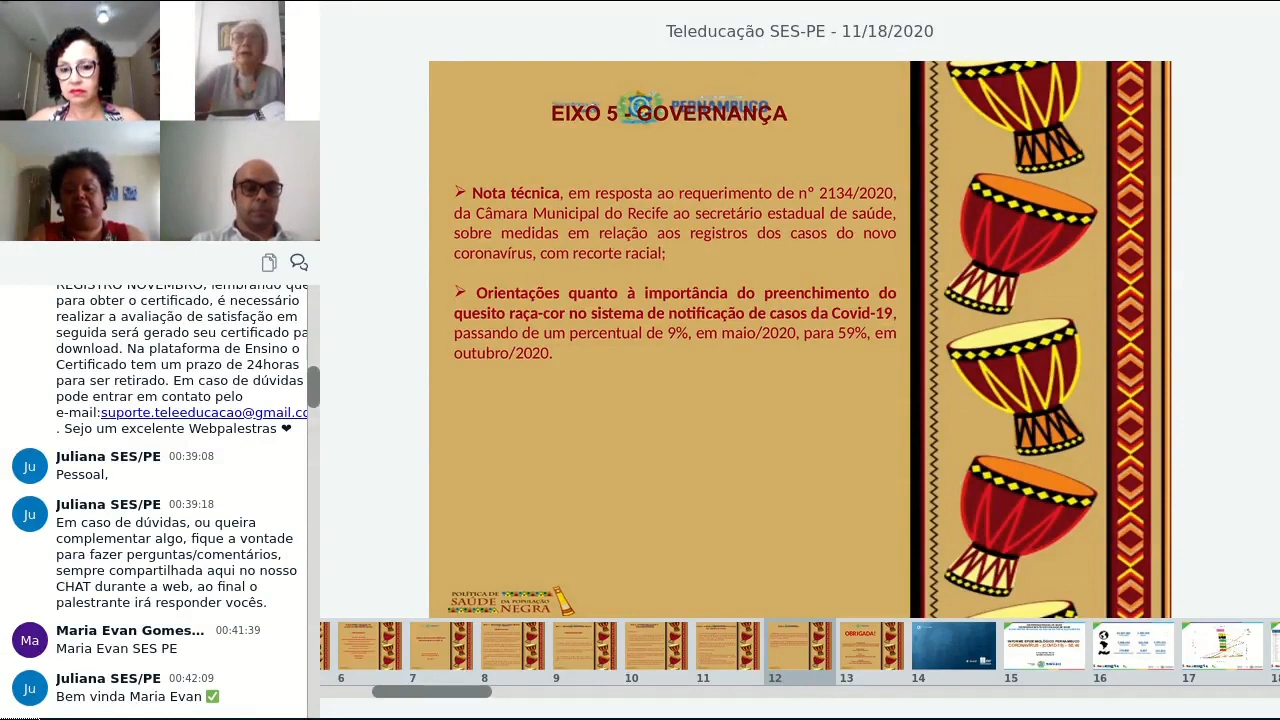 Teleducação SES-PE - 11/18/2020
PERNAMBUCO
EIXO 5 - GOVERNANÇA
➢ Nota técnica, em resposta ao requerimento de nº 2134/2020,
da Câmara Municipal do Recife ao secretário estadual de saúde,
sobre medidas em relação aos registros dos casos do novo
coronavírus, com recorte racial;
➢ Orientações quanto à importância do preenchimento do
quesito raça-cor no sistema de notificação de casos da Covid-19,
passando de um percentual de 9%, em maio/2020, para 59%, em
outubro/2020.
POLÍTICA DE
SAÚDE DA POPULAÇÃO
NEGRA
REGISTRO NOVEMBRO, lembrando que
para obter o certificado, é necessário
realizar a avaliação de satisfação em
seguida será gerado seu certificado pa
download. Na plataforma de Ensino o
Certificado tem um prazo de 24horas
para ser retirado. Em caso de dúvidas
pode entrar em contato pelo
e-mail:suporte.teleeducacao@gmail.co
. Sejo um excelente Webpalestras ❤
Ju
Juliana SES/PE 00:39:08
Pessoal,
Ju
Juliana SES/PE 00:39:18
Em caso de dúvidas, ou queira
complementar algo, fique a vontade
para fazer perguntas/comentários,
sempre compartilhada aqui no nosso
CHAT durante a web, ao final o
palestrante irá responder vocês.
Ma
Maria Evan Gomes... 00:41:39
Maria Evan SES PE
Ju
Juliana SES/PE 00:42:09
Bem vinda Maria Evan ✅
OBRIGADA!
6 7 8 9 10 11 12 13 14 15 16 17 18